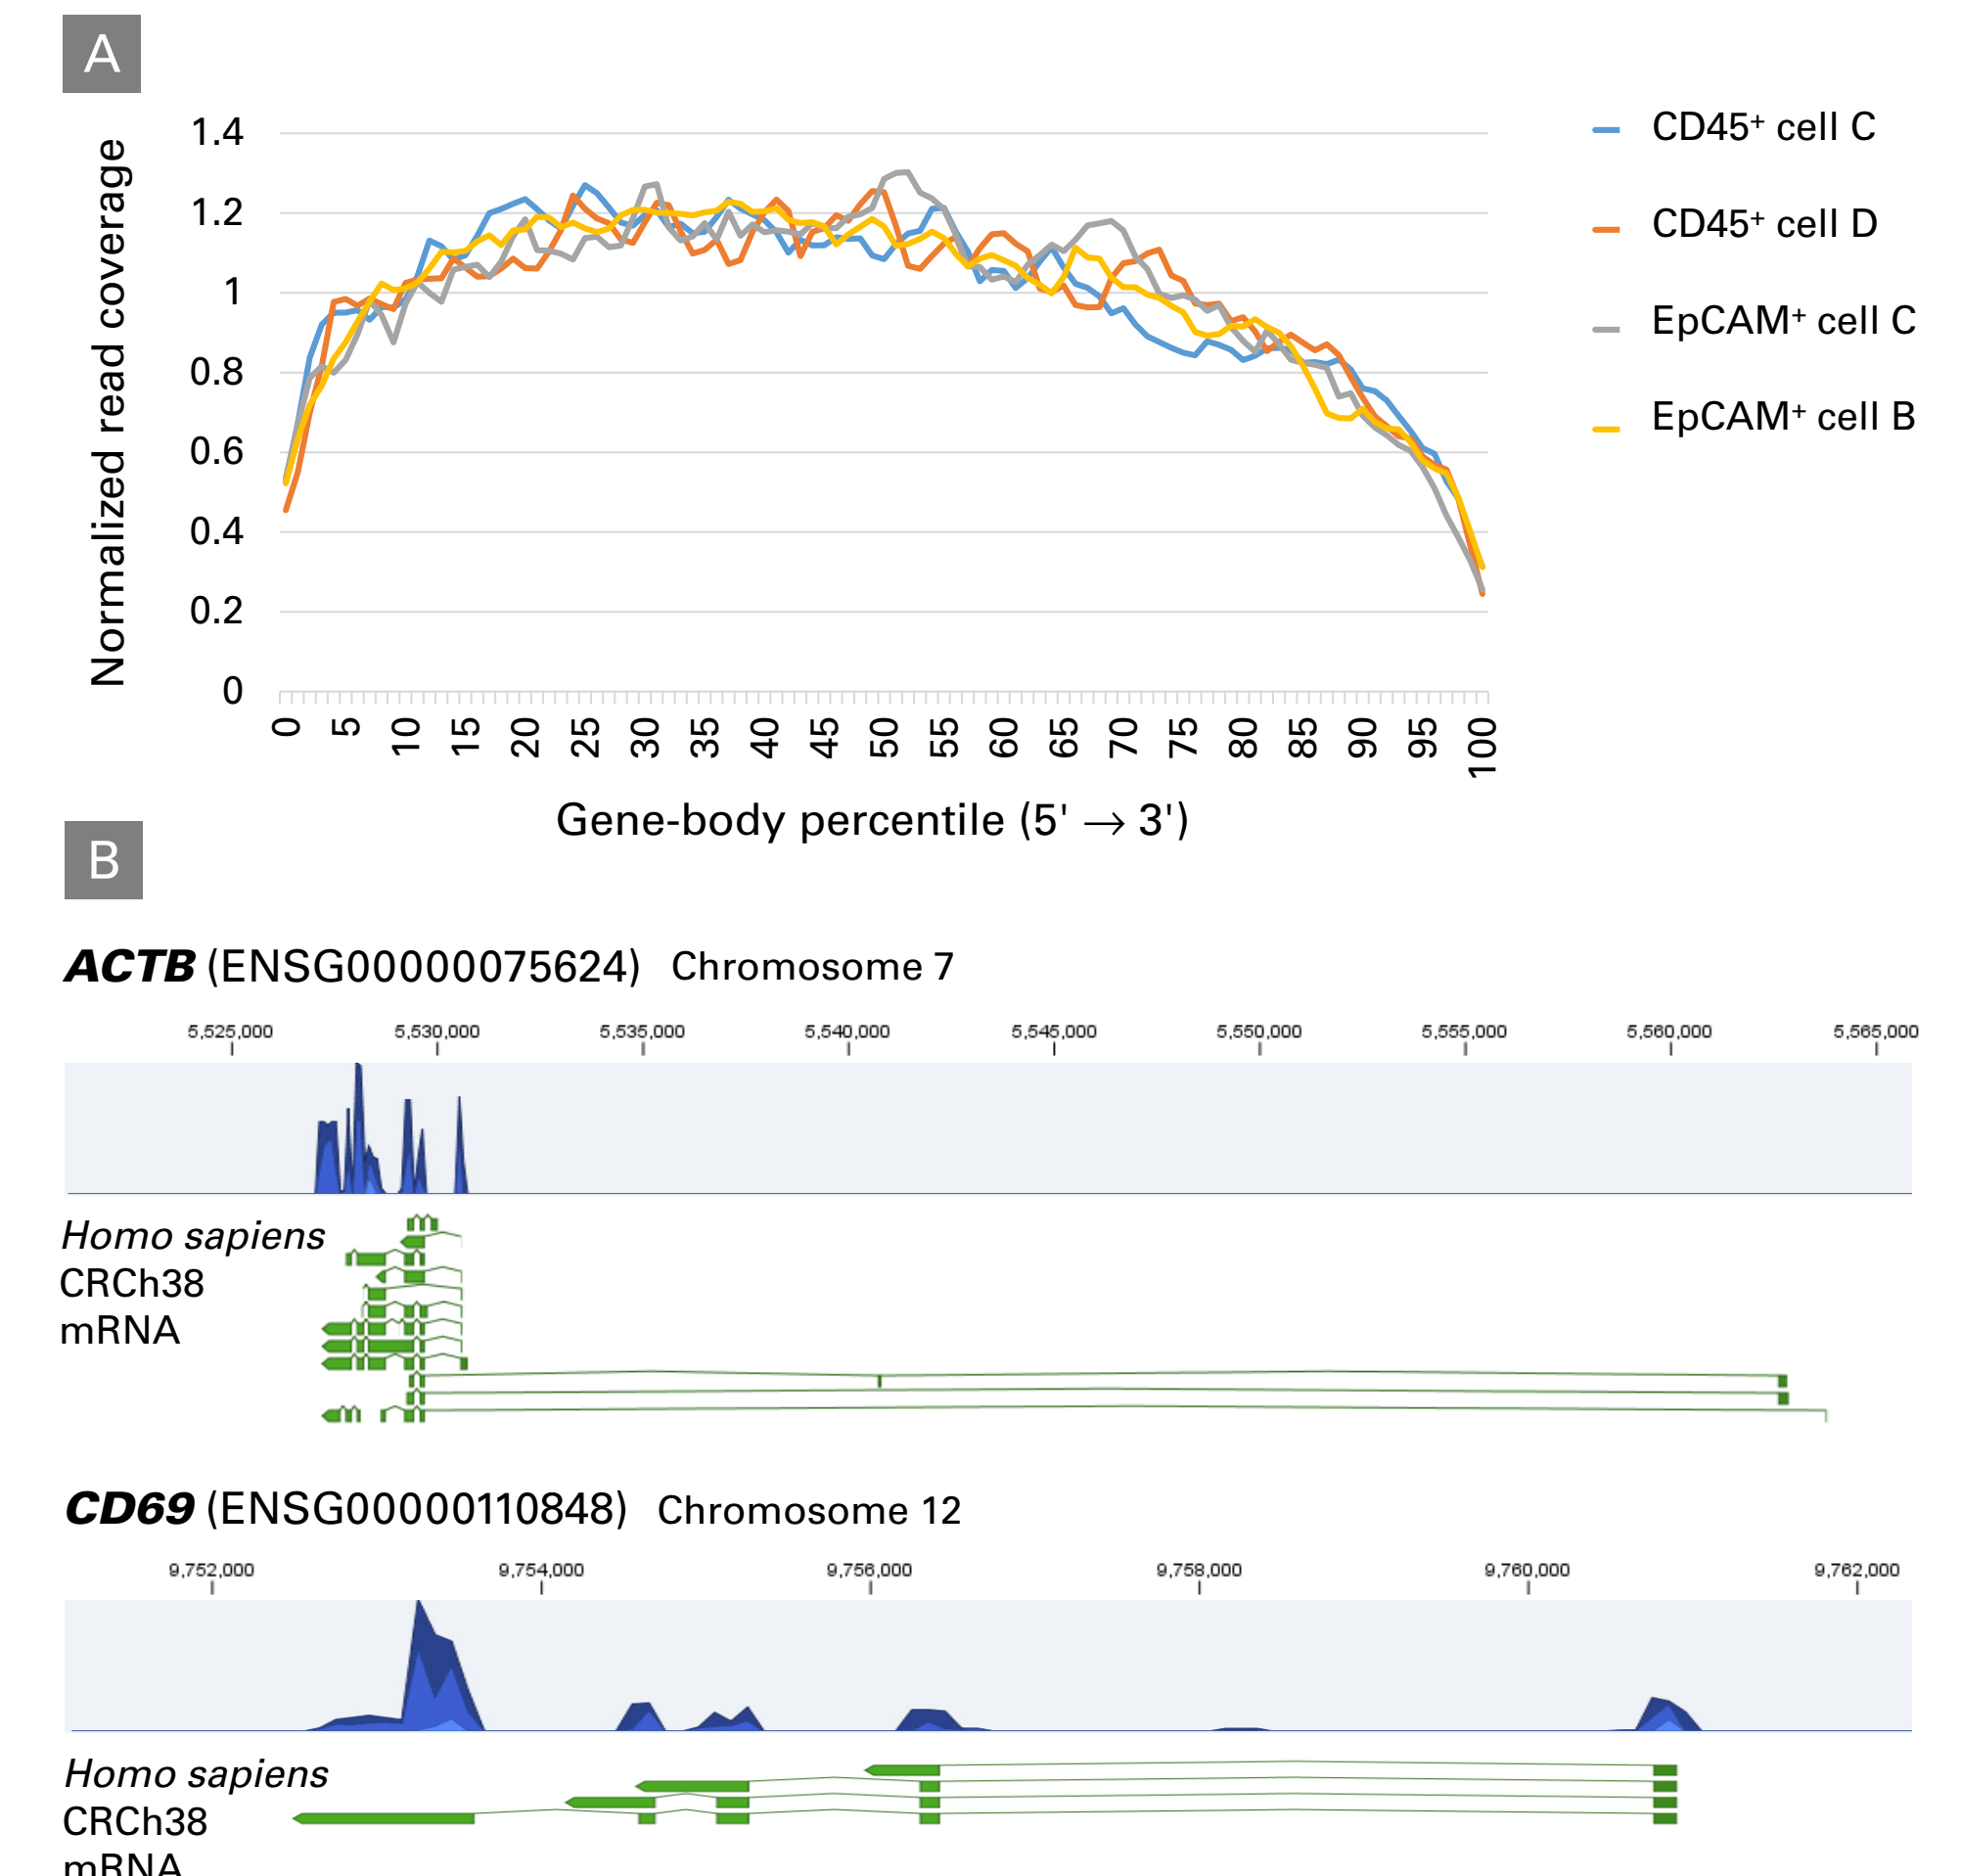 A
Normalized read coverage
1.4
1.2
1
0.8
0.6
0.4
0.2
0
0 5 10 15 20 25 30 35 40 45 50 55 60 65 70 75 80 85 90 95 100
Gene-body percentile (5' → 3')
CD45⁺ cell C
CD45⁺ cell D
EpCAM⁺ cell C
EpCAM⁺ cell B
B
ACTB (ENSG00000075624) Chromosome 7
5,525,000 5,530,000 5,535,000 5,540,000 5,545,000 5,550,000 5,555,000 5,560,000 5,565,000
Homo sapiens
CRCh38
mRNA
CD69 (ENSG00000110848) Chromosome 12
9,752,000 9,754,000 9,756,000 9,758,000 9,760,000 9,762,000
Homo sapiens
CRCh38
mRNA